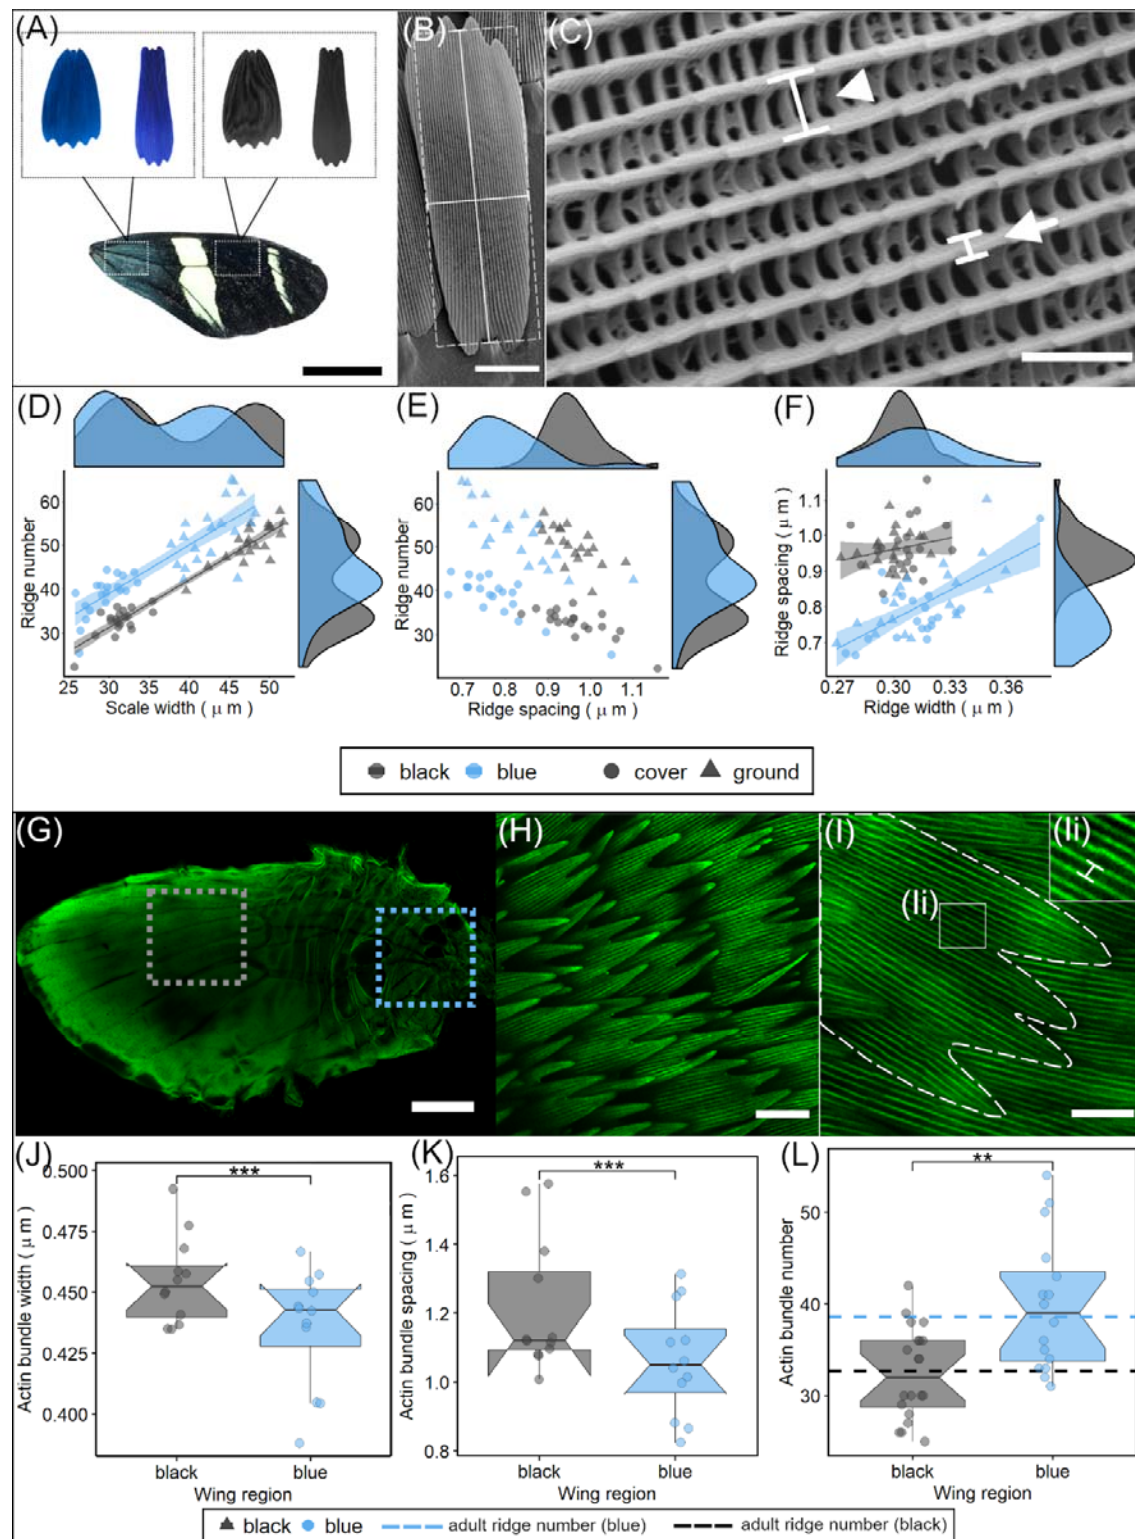 (A)
(B)
(C)
(D)
(E)
(F)
Ridge number
60
50
40
30
25 30 35 40 45 50
Scale width ( μ m )
Ridge number
60
50
40
30
0.7 0.8 0.9 1.0 1.1
Ridge spacing ( μ m )
Ridge spacing ( μ m )
1.1
1.0
0.9
0.8
0.7
0.27 0.30 0.33 0.36
Ridge width ( μ m )
black blue cover ground
(G)
(H)
(I)
(Ii)
(Ii)
(J)
(K)
(L)
Actin bundle width ( μ m )
0.500
0.475
0.450
0.425
0.400
***
black blue
Wing region
Actin bundle spacing ( μ m )
1.6
1.4
1.2
1.0
0.8
***
black blue
Wing region
Actin bundle number
50
40
30
**
black blue
Wing region
black blue adult ridge number (blue) adult ridge number (black)